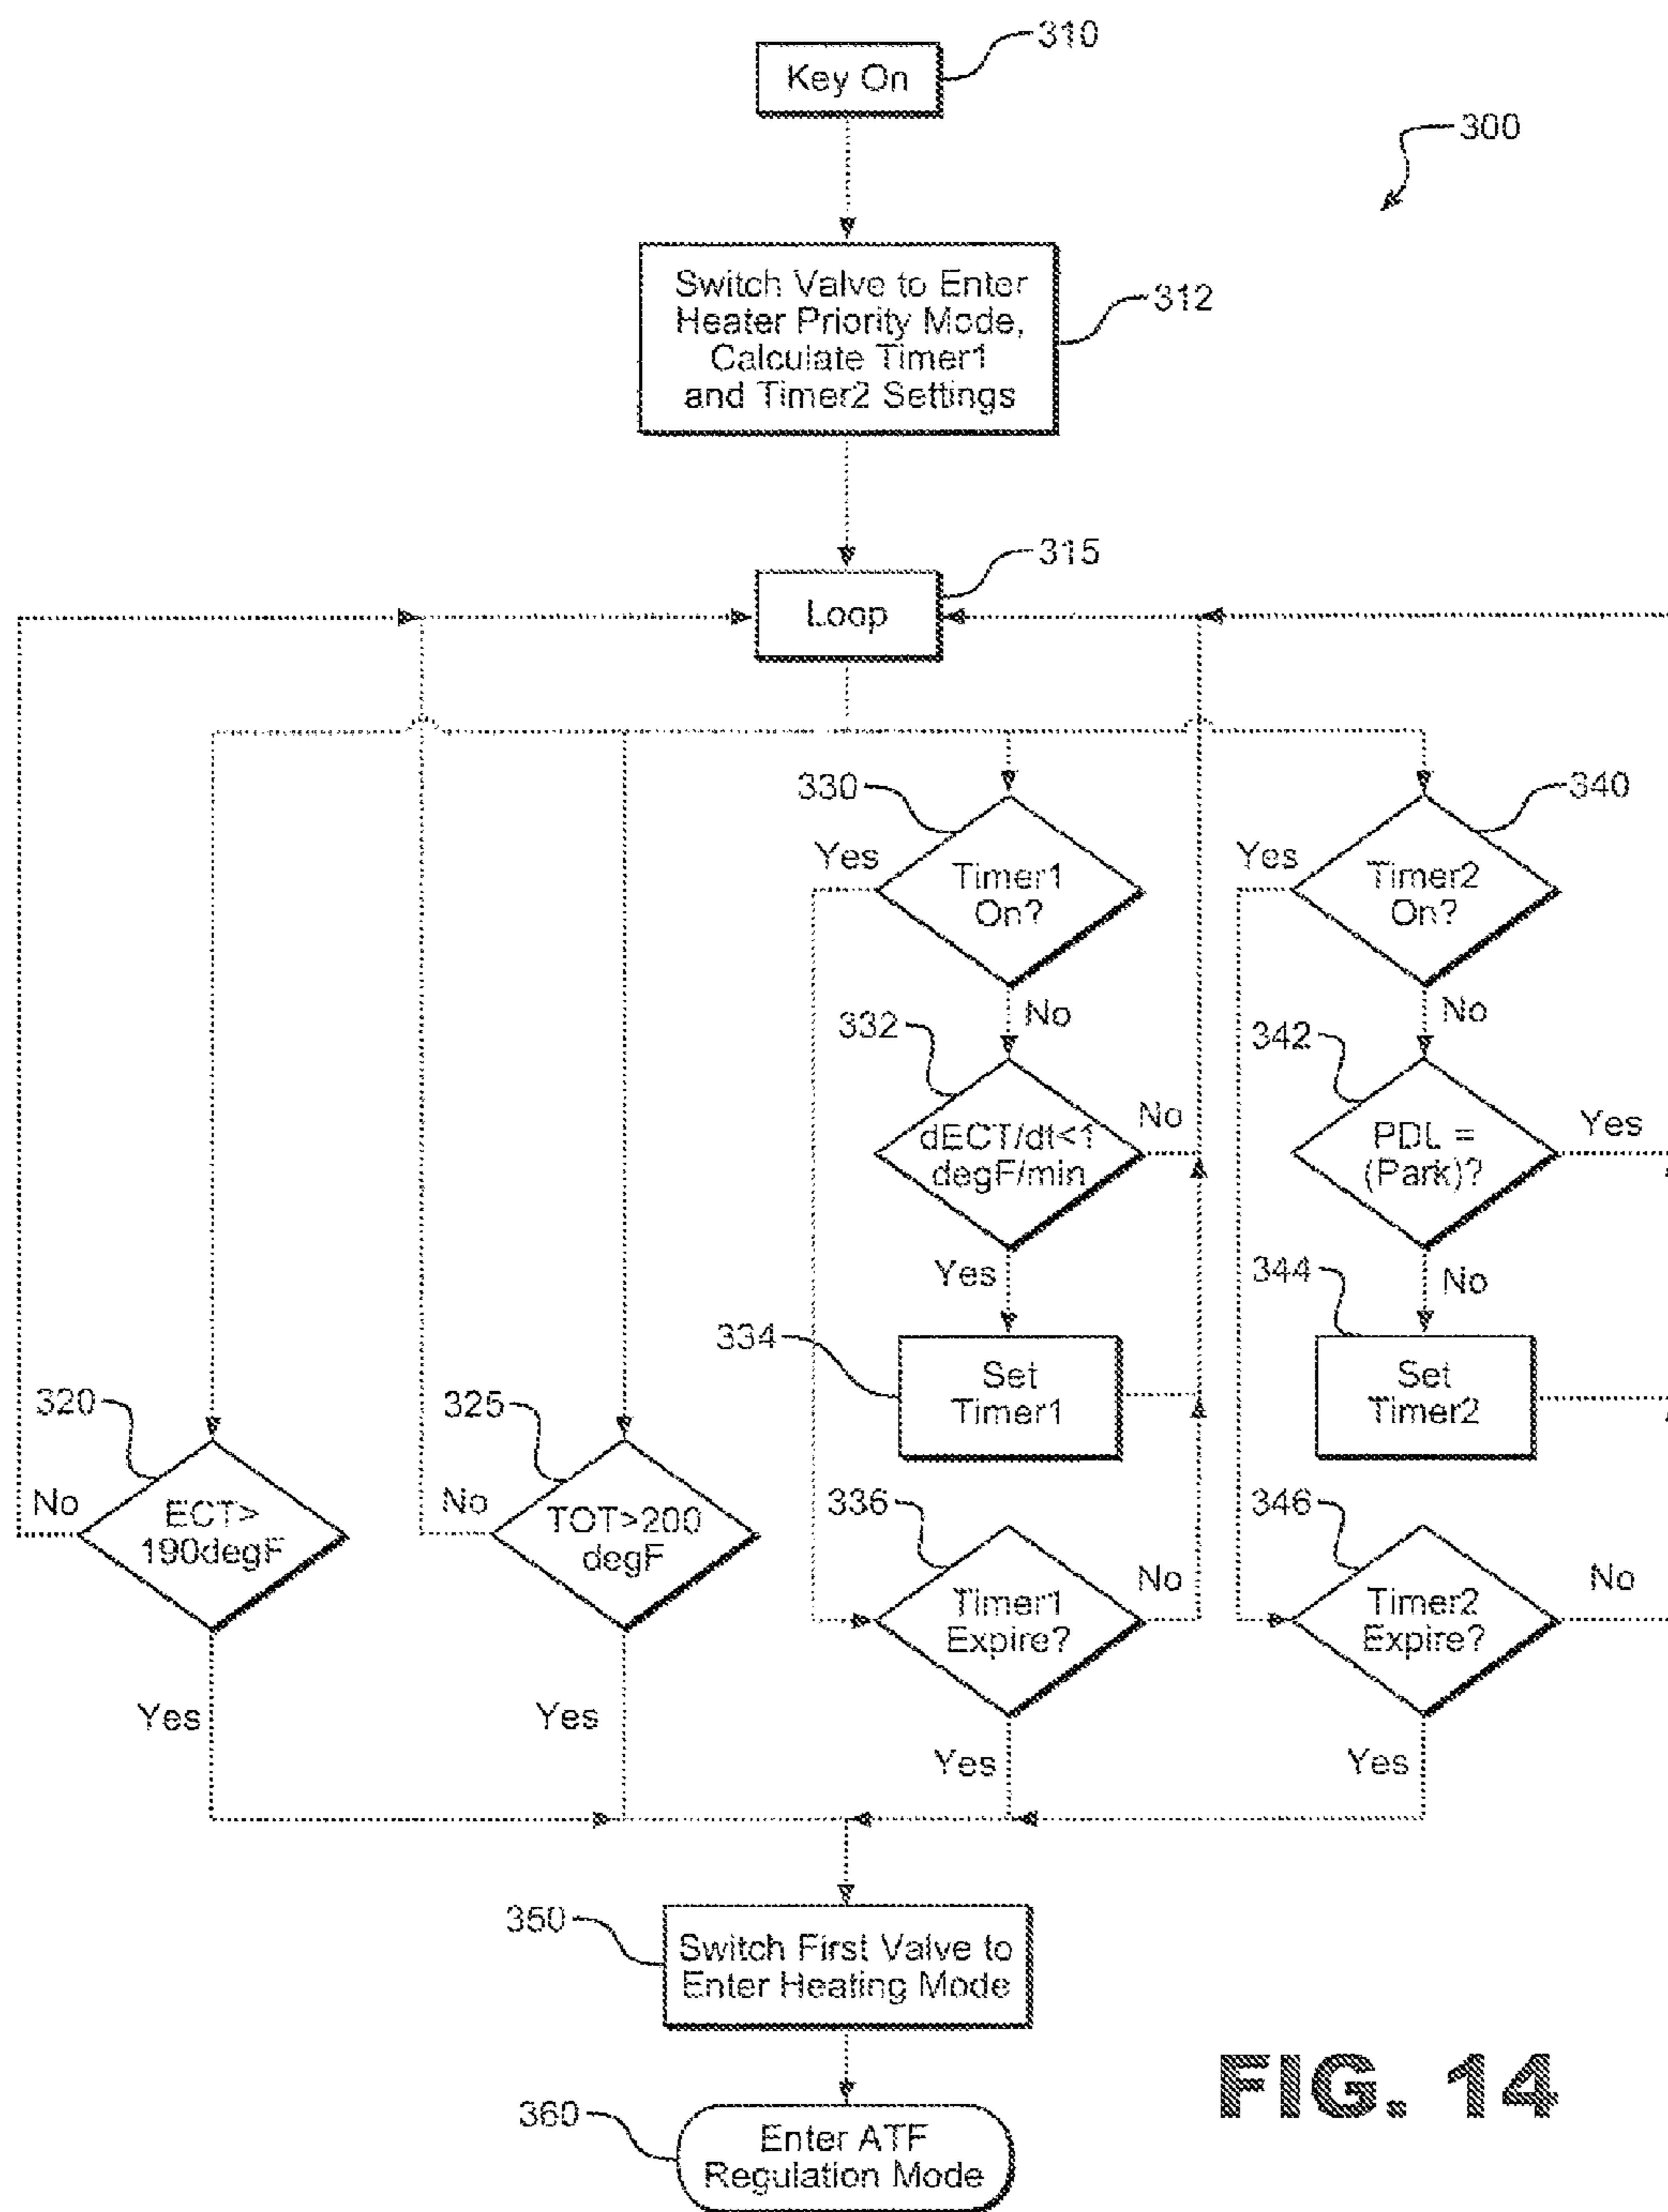 310
Key On
300
Switch Valve to Enter
Heater Priority Mode,
Calculate Timer1
and Timer2 Settings
312
315
Loop
330
340
Yes
Timer1
On?
Yes
Timer2
On?
No
No
332
342
dECT/dt<1
degF/min
No
PDL =
(Park)?
Yes
Yes
No
334
344
Set
Timer1
Set
Timer2
320
325
336
346
No
ECT>
190degF
No
TOT>200
degF
Timer1
Expire?
No
Timer2
Expire?
No
Yes
Yes
Yes
Yes
350
Switch First Valve to
Enter Heating Mode
360
Enter ATF
Regulation Mode
FIG. 14